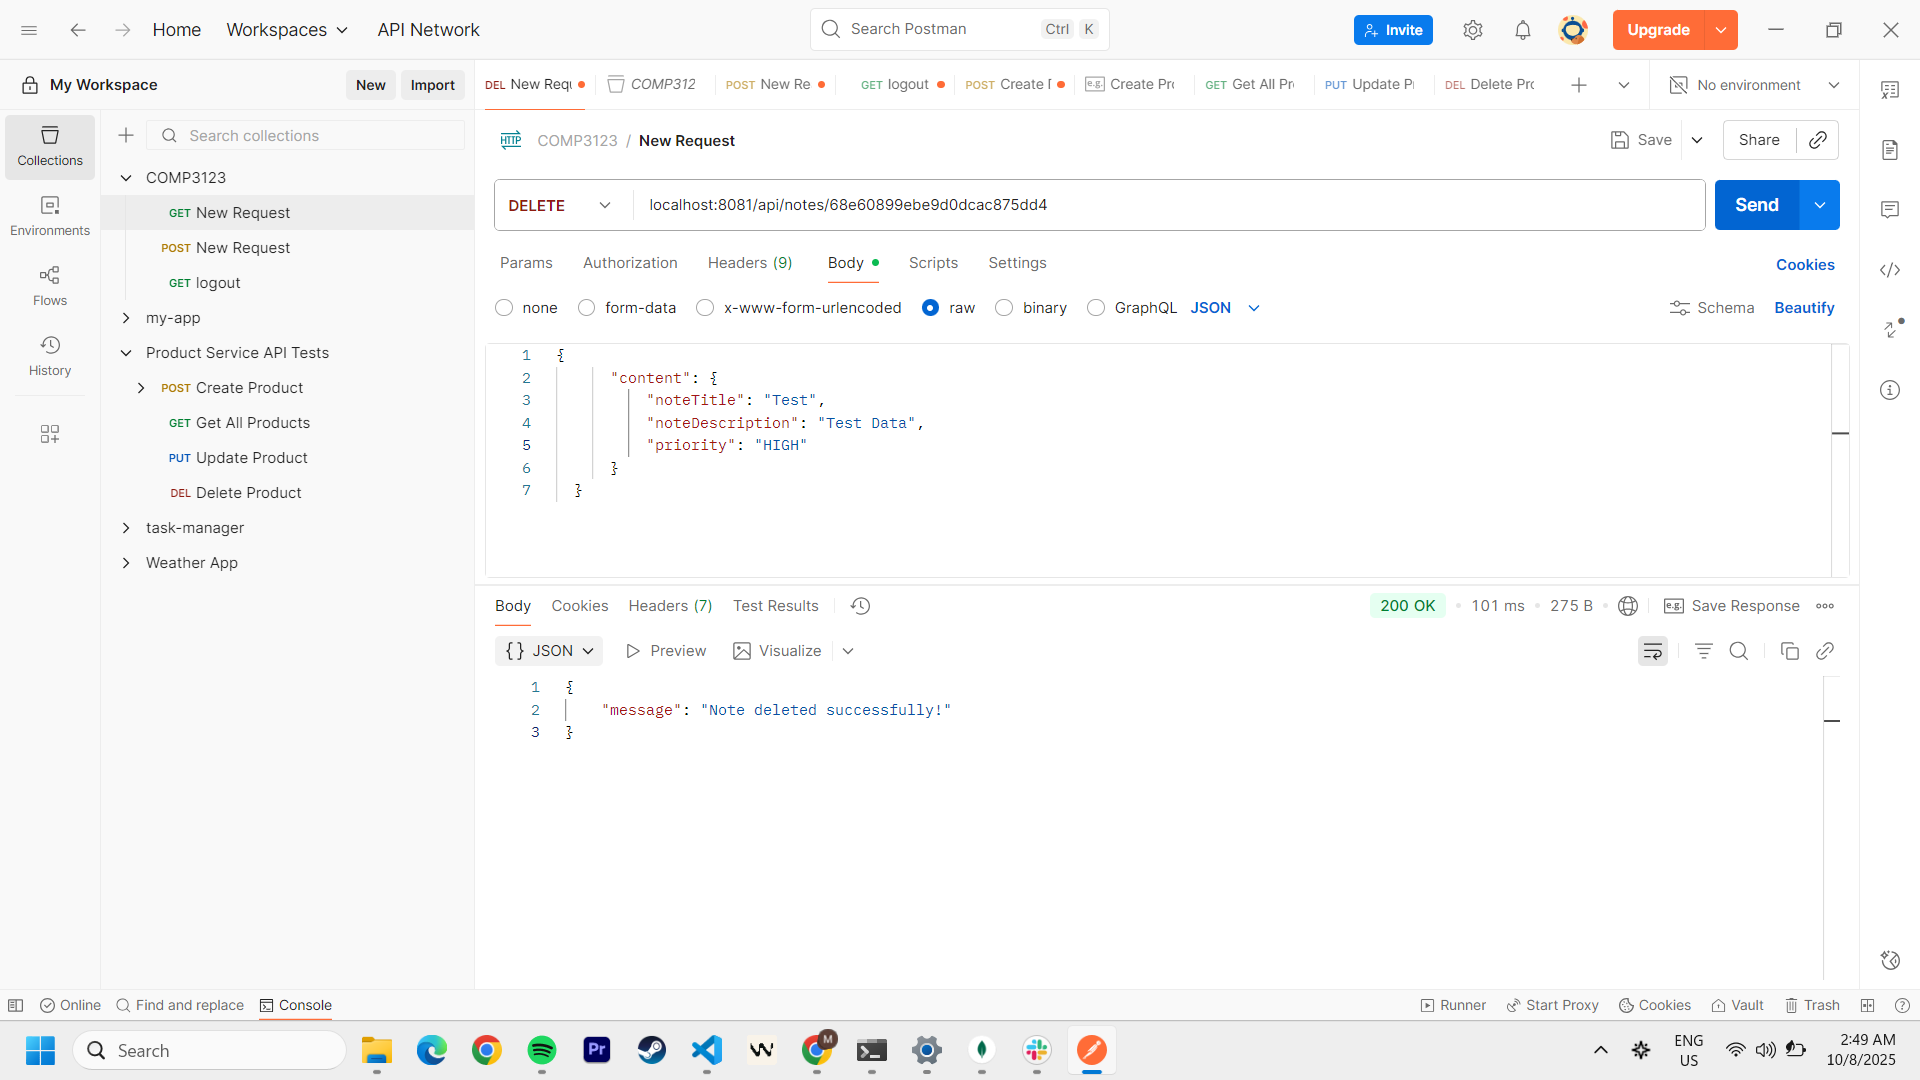 Home Workspaces API Network Search Postman Ctrl K Invite Upgrade
My Workspace New Import DEL New Requ COMP312 POST New Re GET logout POST Create I e.g. Create Pro GET Get All Pr PUT Update P DEL Delete Pro No environment
Collections
Environments
Flows
History
Search collections
COMP3123
GET New Request
POST New Request
GET logout
my-app
Product Service API Tests
POST Create Product
GET Get All Products
PUT Update Product
DEL Delete Product
task-manager
Weather App
HTTP COMP3123 / New Request Save Share
DELETE localhost:8081/api/notes/68e60899ebe9d0dcac875dd4 Send
Params Authorization Headers (9) Body Scripts Settings Cookies
none form-data x-www-form-urlencoded raw binary GraphQL JSON Schema Beautify
1 {
2 "content": {
3 "noteTitle": "Test",
4 "noteDescription": "Test Data",
5 "priority": "HIGH"
6 }
7 }
Body Cookies Headers (7) Test Results 200 OK 101 ms 275 B e.g. Save Response
{} JSON Preview Visualize
1 {
2 "message": "Note deleted successfully!"
3 }
Online Find and replace Console Runner Start Proxy Cookies Vault Trash
Search Pr M ENG
US 2:49 AM
10/8/2025